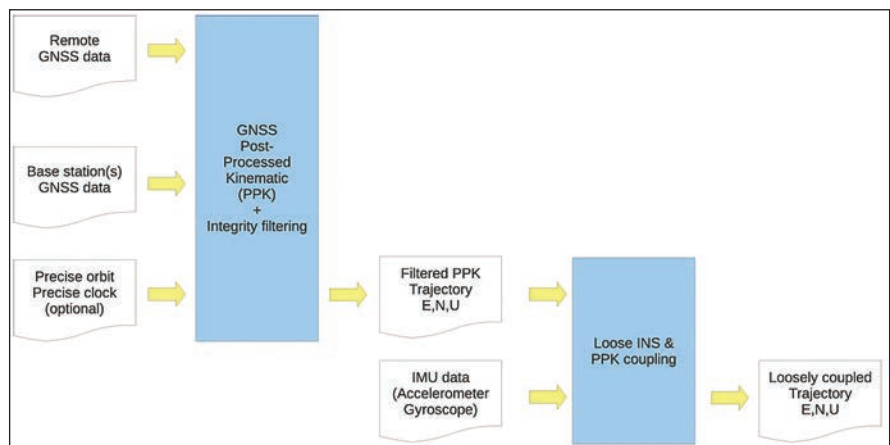 Remote
GNSS data
Base station(s)
GNSS data
Precise orbit
Precise clock
(optional)
GNSS
Post-
Processed
Kinematic
(PPK)
+
Integrity filtering
Filtered PPK
Trajectory
E,N,U
IMU data
(Accelerometer
Gyroscope)
Loose INS &
PPK coupling
Loosely coupled
Trajectory
E,N,U